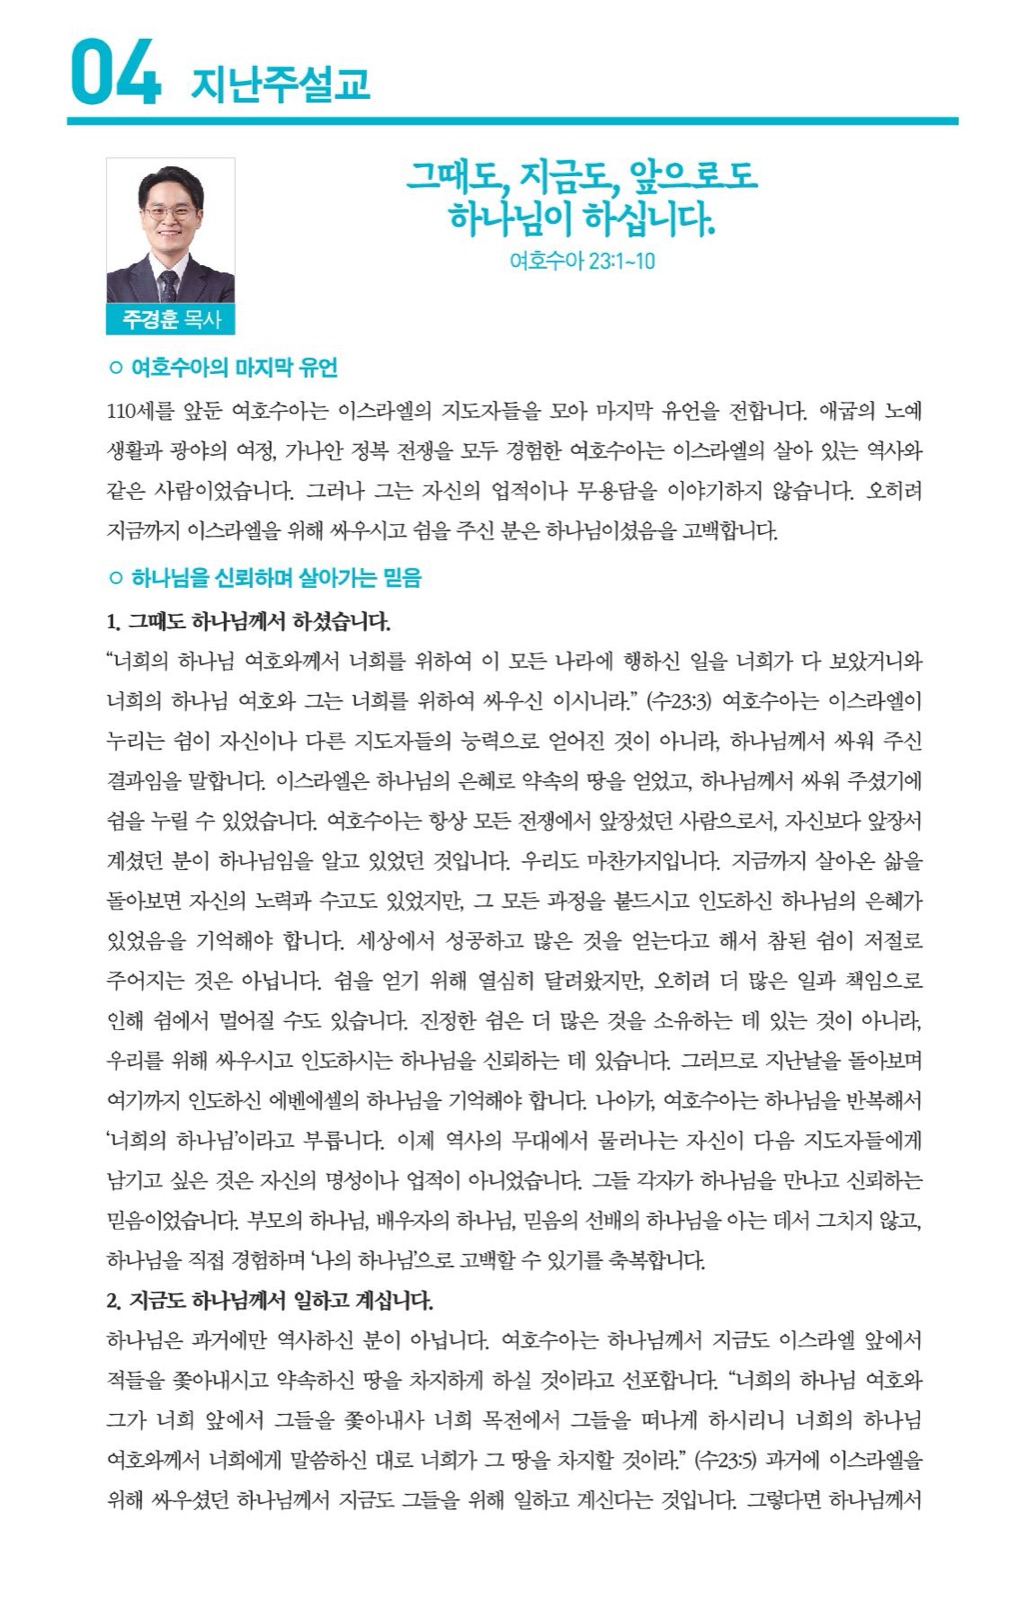 04 지난주설교
그때도, 지금도, 앞으로도
하나님이 하십니다.
여호수아 23:1~10
주경훈 목사
여호수아의 마지막 유언
110세를 앞둔 여호수아는 이스라엘의 지도자들을 모아 마지막 유언을 전합니다. 애굽의 노예
생활과 광야의 여정, 가나안 정복 전쟁을 모두 경험한 여호수아는 이스라엘의 살아 있는 역사와
같은 사람이었습니다. 그러나 그는 자신의 업적이나 무용담을 이야기하지 않습니다. 오히려
지금까지 이스라엘을 위해 싸우시고 쉼을 주신 분은 하나님이셨음을 고백합니다.
하나님을 신뢰하며 살아가는 믿음
1. 그때도 하나님께서 하셨습니다.
“너희의 하나님 여호와께서 너희를 위하여 이 모든 나라에 행하신 일을 너희가 다 보았거니와
너희의 하나님 여호와 그는 너희를 위하여 싸우신 이시니라.” (수23:3) 여호수아는 이스라엘이
누리는 쉼이 자신이나 다른 지도자들의 능력으로 얻어진 것이 아니라, 하나님께서 싸워 주신
결과임을 말합니다. 이스라엘은 하나님의 은혜로 약속의 땅을 얻었고, 하나님께서 싸워 주셨기에
쉼을 누릴 수 있었습니다. 여호수아는 항상 모든 전쟁에서 앞장섰던 사람으로서, 자신보다 앞장서
계셨던 분이 하나님임을 알고 있었던 것입니다. 우리도 마찬가지입니다. 지금까지 살아온 삶을
돌아보면 자신의 노력과 수고도 있었지만, 그 모든 과정을 붙드시고 인도하신 하나님의 은혜가
있었음을 기억해야 합니다. 세상에서 성공하고 많은 것을 얻는다고 해서 참된 쉼이 저절로
주어지는 것은 아닙니다. 쉼을 얻기 위해 열심히 달려왔지만, 오히려 더 많은 일과 책임으로
인해 쉼에서 멀어질 수도 있습니다. 진정한 쉼은 더 많은 것을 소유하는 데 있는 것이 아니라,
우리를 위해 싸우시고 인도하시는 하나님을 신뢰하는 데 있습니다. 그러므로 지난날을 돌아보며
여기까지 인도하신 에벤에셀의 하나님을 기억해야 합니다. 나아가, 여호수아는 하나님을 반복해서
‘너희의 하나님’이라고 부릅니다. 이제 역사의 무대에서 물러나는 자신이 다음 지도자들에게
남기고 싶은 것은 자신의 명성이나 업적이 아니었습니다. 그들 각자가 하나님을 만나고 신뢰하는
믿음이었습니다. 부모의 하나님, 배우자의 하나님, 믿음의 선배의 하나님을 아는 데서 그치지 않고,
하나님을 직접 경험하며 ‘나의 하나님’으로 고백할 수 있기를 축복합니다.
2. 지금도 하나님께서 일하고 계십니다.
하나님은 과거에만 역사하신 분이 아닙니다. 여호수아는 하나님께서 지금도 이스라엘 앞에서
적들을 쫓아내시고 약속하신 땅을 차지하게 하실 것이라고 선포합니다. “너희의 하나님 여호와
그가 너희 앞에서 그들을 쫓아내사 너희 목전에서 그들을 떠나게 하시리니 너희의 하나님
여호와께서 너희에게 말씀하신 대로 너희가 그 땅을 차지할 것이라.” (수23:5) 과거에 이스라엘을
위해 싸우셨던 하나님께서 지금도 그들을 위해 일하고 계신다는 것입니다. 그렇다면 하나님께서